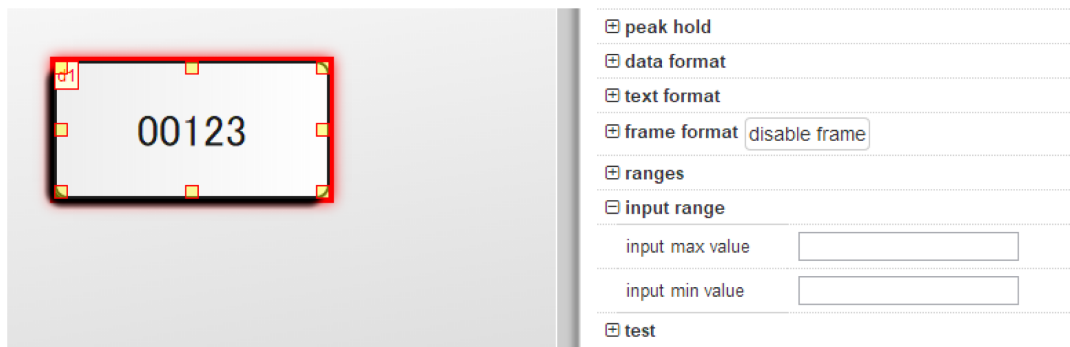 d1
00123
peak hold
data format
text format
frame format disable frame
ranges
input range
input max value
input min value
test